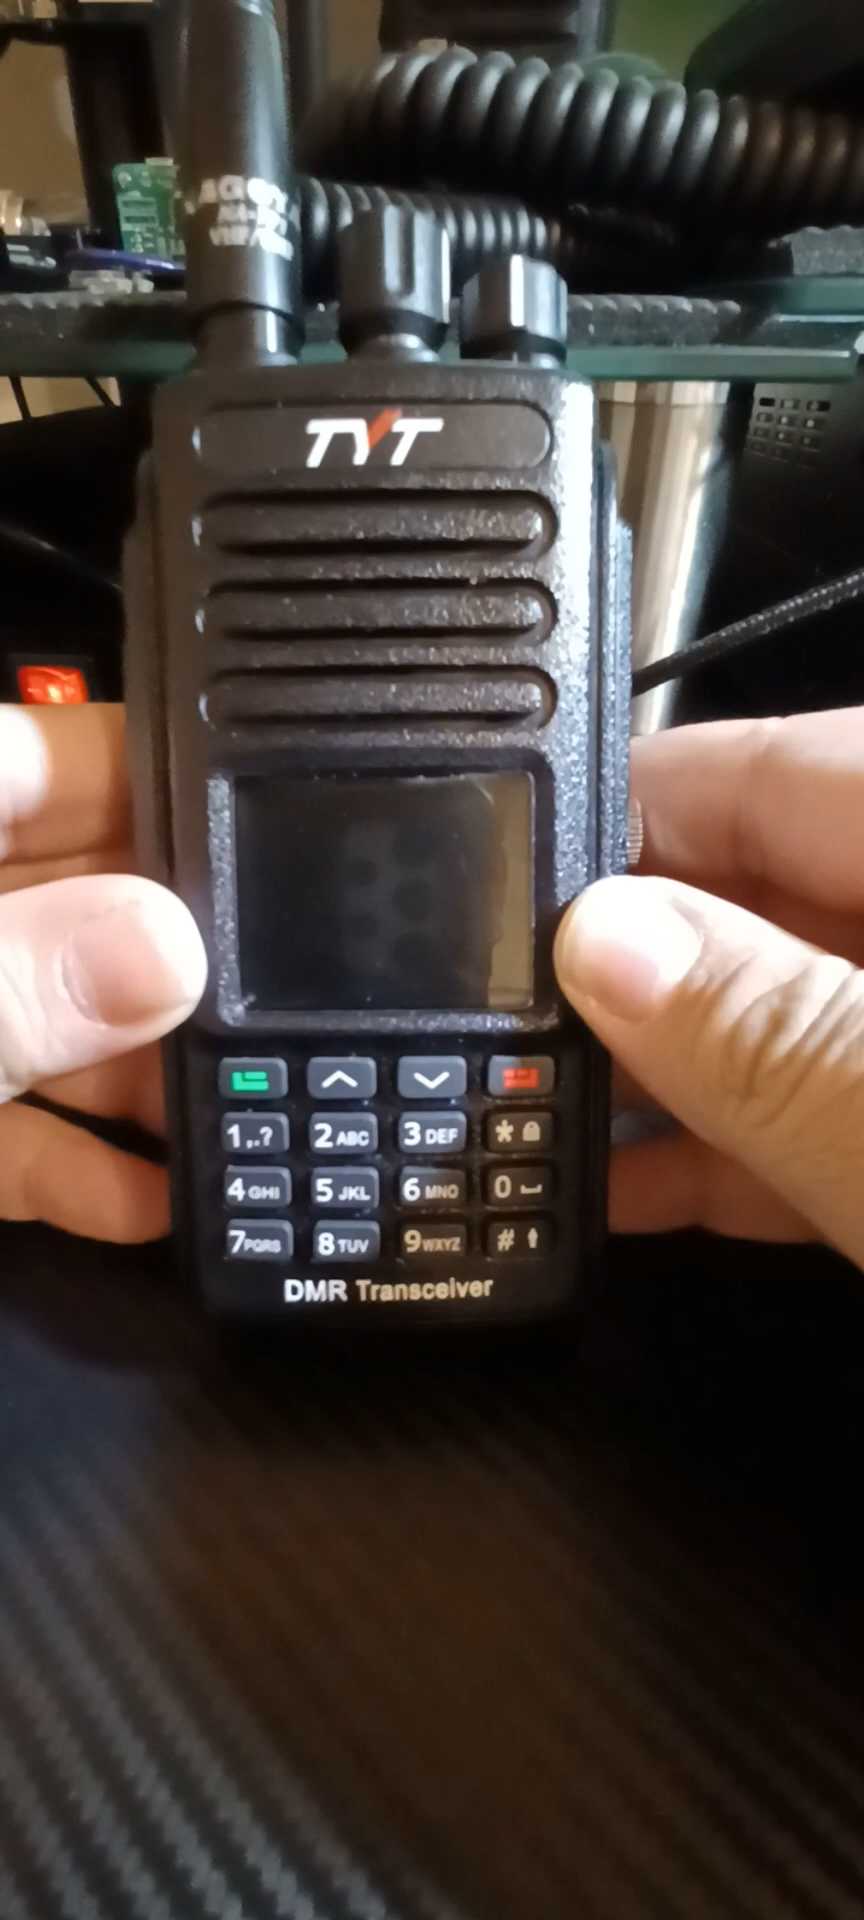 TYT
1,.? 2ABC 3DEF *
4GHI 5JKL 6MNO 0
7PQRS 8TUV 9WXYZ #
DMR Transceiver